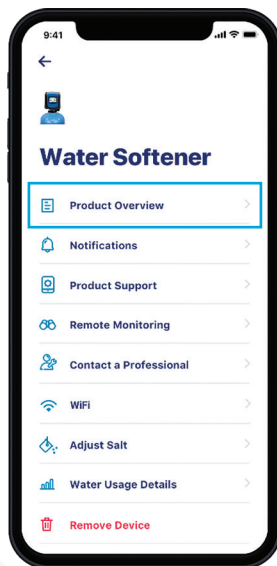 9:41
Water Softener
Product Overview
Notifications
Product Support
Remote Monitoring
Contact a Professional
WiFi
Adjust Salt
Water Usage Details
Remove Device